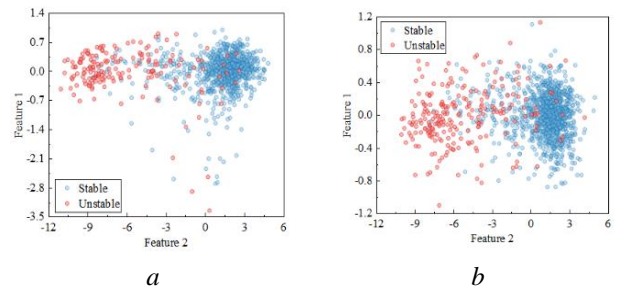 1.4
0.7
0.0
-0.7
-1.4
-2.1
-2.8
-3.5
Feature 1
Stable
Unstable
-12 -9 -6 -3 0 3 6
Feature 2
a
1.2
0.8
0.4
0.0
-0.4
-0.8
-1.2
Feature 1
Stable
Unstable
-12 -9 -6 -3 0 3 6
Feature 2
b